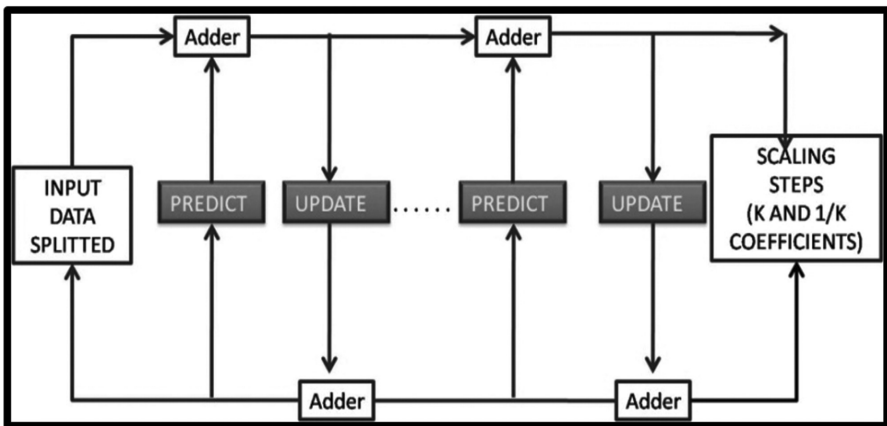 Adder
Adder
INPUT
DATA
SPLITTED
PREDICT
UPDATE
......
PREDICT
UPDATE
SCALING
STEPS
(K AND 1/K
COEFFICIENTS)
Adder
Adder